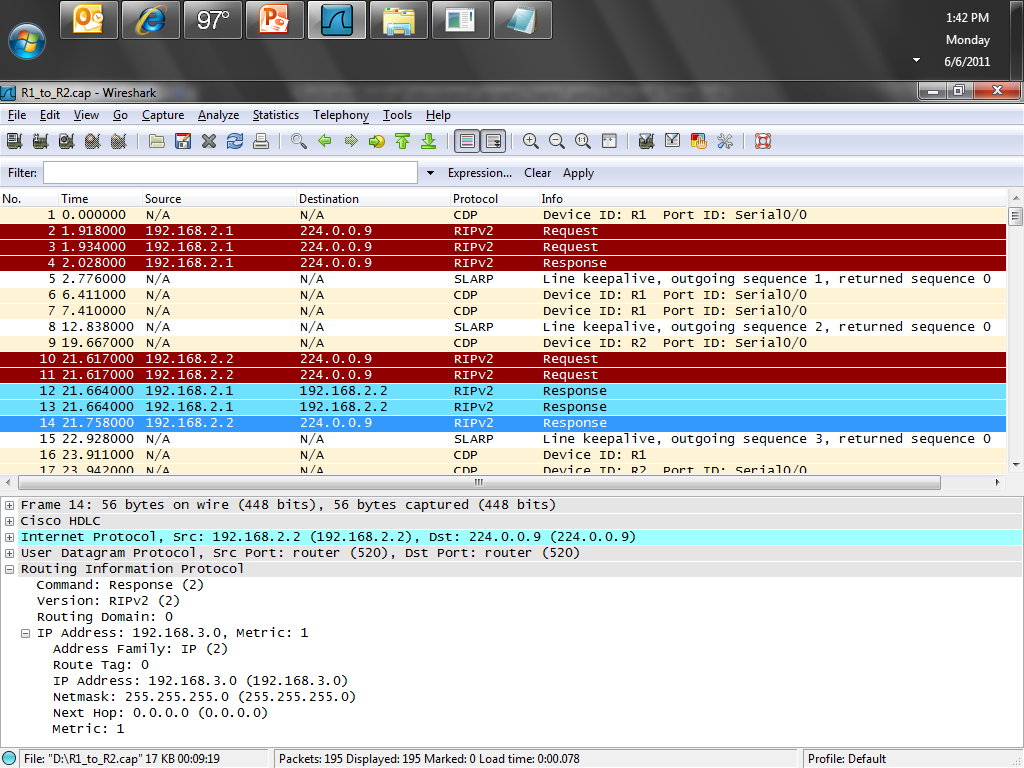 97°
1:42 PM
Monday
6/6/2011
R1_to_R2.cap - Wireshark
File Edit View Go Capture Analyze Statistics Telephony Tools Help
Filter: Expression... Clear Apply
No. Time Source Destination Protocol Info
1 0.000000 N/A N/A CDP Device ID: R1 Port ID: Serial0/0
2 1.918000 192.168.2.1 224.0.0.9 RIPv2 Request
3 1.934000 192.168.2.1 224.0.0.9 RIPv2 Request
4 2.028000 192.168.2.1 224.0.0.9 RIPv2 Response
5 2.776000 N/A N/A SLARP Line keepalive, outgoing sequence 1, returned sequence 0
6 6.411000 N/A N/A CDP Device ID: R1 Port ID: Serial0/0
7 7.410000 N/A N/A CDP Device ID: R1 Port ID: Serial0/0
8 12.838000 N/A N/A SLARP Line keepalive, outgoing sequence 2, returned sequence 0
9 19.667000 N/A N/A CDP Device ID: R2 Port ID: Serial0/0
10 21.617000 192.168.2.2 224.0.0.9 RIPv2 Request
11 21.617000 192.168.2.2 224.0.0.9 RIPv2 Request
12 21.664000 192.168.2.1 192.168.2.2 RIPv2 Response
13 21.664000 192.168.2.1 192.168.2.2 RIPv2 Response
14 21.758000 192.168.2.2 224.0.0.9 RIPv2 Response
15 22.928000 N/A N/A SLARP Line keepalive, outgoing sequence 3, returned sequence 0
16 23.911000 N/A N/A CDP Device ID: R1
17 23.942000 N/A N/A CDP Device ID: R2 Port ID: Serial0/0
Frame 14: 56 bytes on wire (448 bits), 56 bytes captured (448 bits)
Cisco HDLC
Internet Protocol, Src: 192.168.2.2 (192.168.2.2), Dst: 224.0.0.9 (224.0.0.9)
User Datagram Protocol, Src Port: router (520), Dst Port: router (520)
Routing Information Protocol
Command: Response (2)
Version: RIPv2 (2)
Routing Domain: 0
IP Address: 192.168.3.0, Metric: 1
Address Family: IP (2)
Route Tag: 0
IP Address: 192.168.3.0 (192.168.3.0)
Netmask: 255.255.255.0 (255.255.255.0)
Next Hop: 0.0.0.0 (0.0.0.0)
Metric: 1
File: "D:\R1_to_R2.cap" 17 KB 00:09:19 Packets: 195 Displayed: 195 Marked: 0 Load time: 0:00.078 Profile: Default